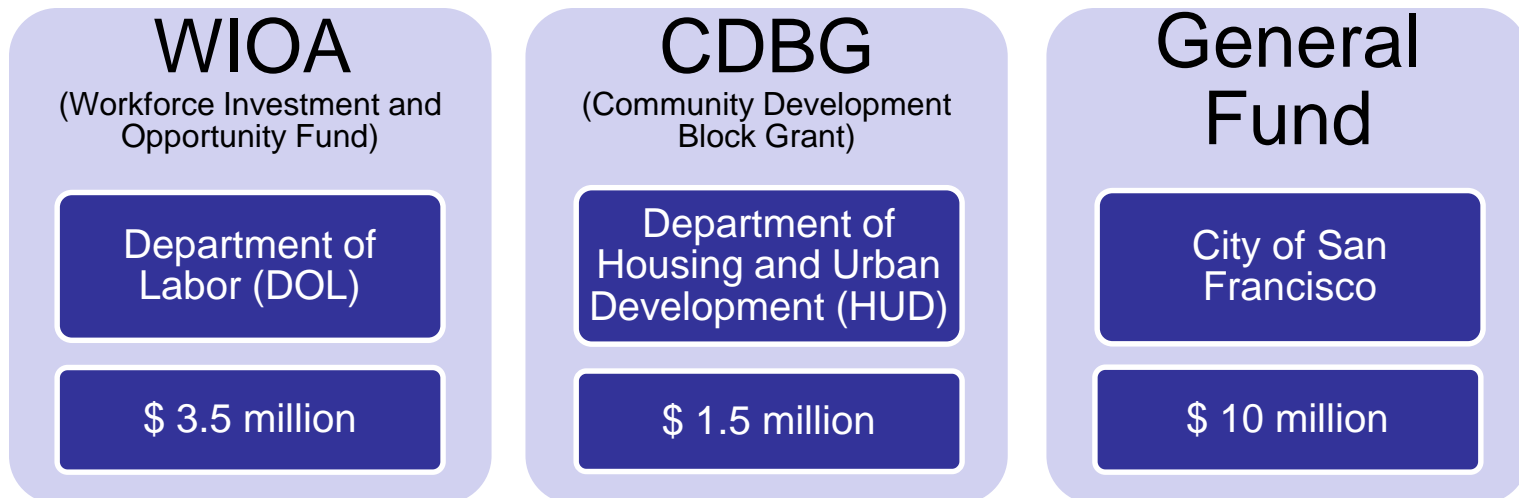 WIOA
(Workforce Investment and
Opportunity Fund)
Department of
Labor (DOL)
$ 3.5 million
CDBG
(Community Development
Block Grant)
Department of
Housing and Urban
Development (HUD)
$ 1.5 million
General
Fund
City of San
Francisco
$ 10 million